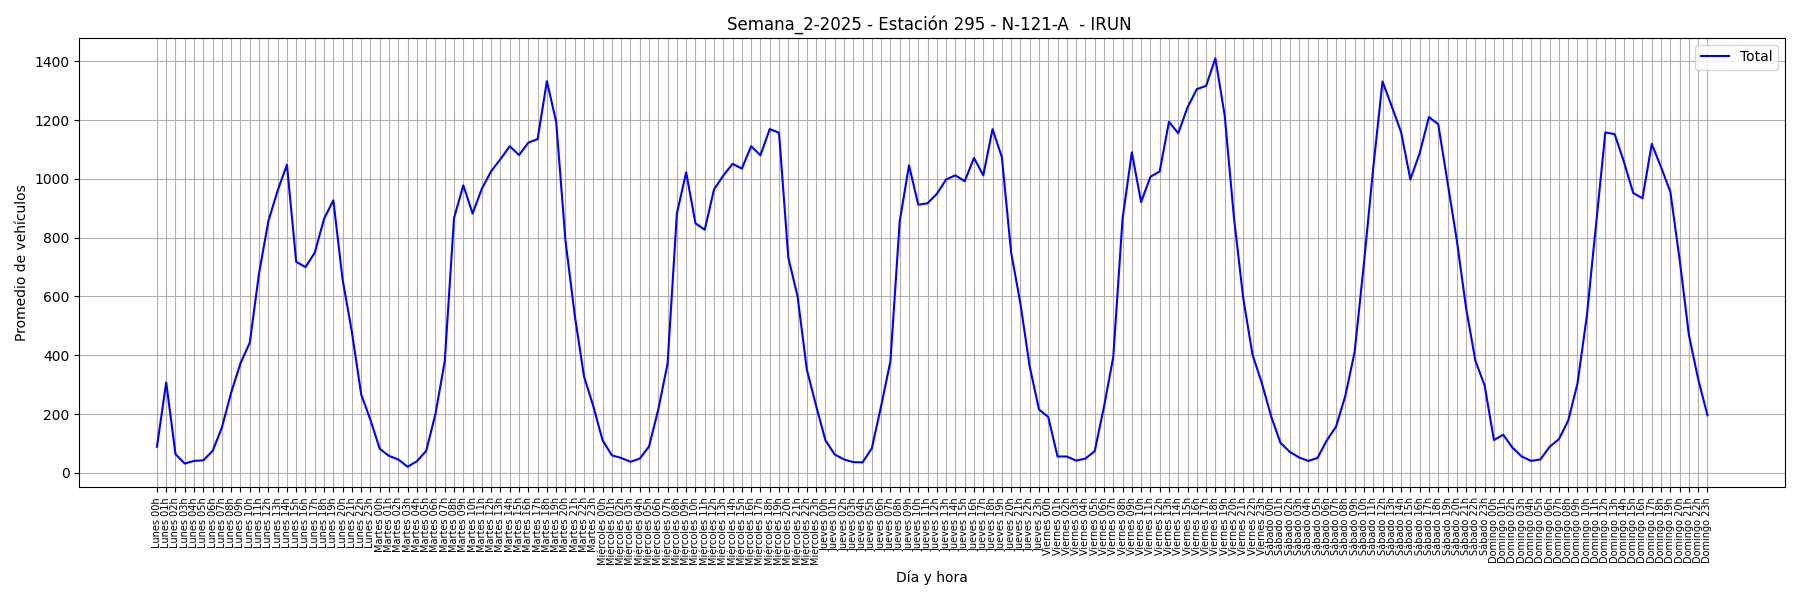 Semana_2-2025 - Estación 295 - N-121-A  - IRUN
Total
Promedio de vehículos
1400
1200
1000
800
600
400
200
0
Lunes 00h
Lunes 01h
Lunes 02h
Lunes 03h
Lunes 04h
Lunes 05h
Lunes 06h
Lunes 07h
Lunes 08h
Lunes 09h
Lunes 10h
Lunes 11h
Lunes 12h
Lunes 13h
Lunes 14h
Lunes 15h
Lunes 16h
Lunes 17h
Lunes 18h
Lunes 19h
Lunes 20h
Lunes 21h
Lunes 22h
Lunes 23h
Martes 00h
Martes 01h
Martes 02h
Martes 03h
Martes 04h
Martes 05h
Martes 06h
Martes 07h
Martes 08h
Martes 09h
Martes 10h
Martes 11h
Martes 12h
Martes 13h
Martes 14h
Martes 15h
Martes 16h
Martes 17h
Martes 18h
Martes 19h
Martes 20h
Martes 21h
Martes 22h
Martes 23h
Miércoles 00h
Miércoles 01h
Miércoles 02h
Miércoles 03h
Miércoles 04h
Miércoles 05h
Miércoles 06h
Miércoles 07h
Miércoles 08h
Miércoles 09h
Miércoles 10h
Miércoles 11h
Miércoles 12h
Miércoles 13h
Miércoles 14h
Miércoles 15h
Miércoles 16h
Miércoles 17h
Miércoles 18h
Miércoles 19h
Miércoles 20h
Miércoles 21h
Miércoles 22h
Miércoles 23h
Jueves 00h
Jueves 01h
Jueves 02h
Jueves 03h
Jueves 04h
Jueves 05h
Jueves 06h
Jueves 07h
Jueves 08h
Jueves 09h
Jueves 10h
Jueves 11h
Jueves 12h
Jueves 13h
Jueves 14h
Jueves 15h
Jueves 16h
Jueves 17h
Jueves 18h
Jueves 19h
Jueves 20h
Jueves 21h
Jueves 22h
Jueves 23h
Viernes 00h
Viernes 01h
Viernes 02h
Viernes 03h
Viernes 04h
Viernes 05h
Viernes 06h
Viernes 07h
Viernes 08h
Viernes 09h
Viernes 10h
Viernes 11h
Viernes 12h
Viernes 13h
Viernes 14h
Viernes 15h
Viernes 16h
Viernes 17h
Viernes 18h
Viernes 19h
Viernes 20h
Viernes 21h
Viernes 22h
Viernes 23h
Sábado 00h
Sábado 01h
Sábado 02h
Sábado 03h
Sábado 04h
Sábado 05h
Sábado 06h
Sábado 07h
Sábado 08h
Sábado 09h
Sábado 10h
Sábado 11h
Sábado 12h
Sábado 13h
Sábado 14h
Sábado 15h
Sábado 16h
Sábado 17h
Sábado 18h
Sábado 19h
Sábado 20h
Sábado 21h
Sábado 22h
Sábado 23h
Domingo 00h
Domingo 01h
Domingo 02h
Domingo 03h
Domingo 04h
Domingo 05h
Domingo 06h
Domingo 07h
Domingo 08h
Domingo 09h
Domingo 10h
Domingo 11h
Domingo 12h
Domingo 13h
Domingo 14h
Domingo 15h
Domingo 16h
Domingo 17h
Domingo 18h
Domingo 19h
Domingo 20h
Domingo 21h
Domingo 22h
Domingo 23h
Día y hora